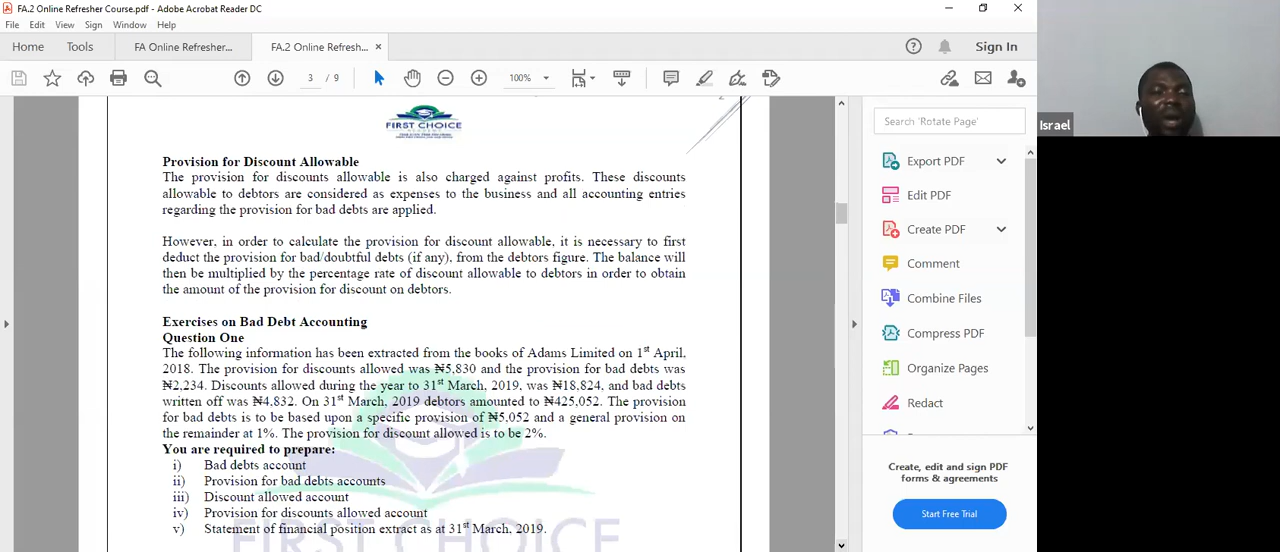 FA.2 Online Refresher Course.pdf - Adobe Acrobat Reader DC
File Edit View Sign Window Help
Home Tools FA Online Refresher... FA.2 Online Refresh... × Sign In
3 / 9 100%
2
FIRST CHOICE
Provision for Discount Allowable
The provision for discounts allowable is also charged against profits. These discounts
allowable to debtors are considered as expenses to the business and all accounting entries
regarding the provision for bad debts are applied.
However, in order to calculate the provision for discount allowable, it is necessary to first
deduct the provision for bad/doubtful debts (if any), from the debtors figure. The balance will
then be multiplied by the percentage rate of discount allowable to debtors in order to obtain
the amount of the provision for discount on debtors.
Exercises on Bad Debt Accounting
Question One
The following information has been extracted from the books of Adams Limited on 1st April,
2018. The provision for discounts allowed was ₦5,830 and the provision for bad debts was
₦2,234. Discounts allowed during the year to 31st March, 2019, was ₦18,824, and bad debts
written off was ₦4,832. On 31st March, 2019 debtors amounted to ₦425,052. The provision
for bad debts is to be based upon a specific provision of ₦5,052 and a general provision on
the remainder at 1%. The provision for discount allowed is to be 2%.
You are required to prepare:
i) Bad debts account
ii) Provision for bad debts accounts
iii) Discount allowed account
iv) Provision for discounts allowed account
v) Statement of financial position extract as at 31st March, 2019.
FIRST CHOICE
Search 'Rotate Page'
Export PDF
Edit PDF
Create PDF
Comment
Combine Files
Compress PDF
Organize Pages
Redact
Create, edit and sign PDF
forms & agreements
Start Free Trial
Israel